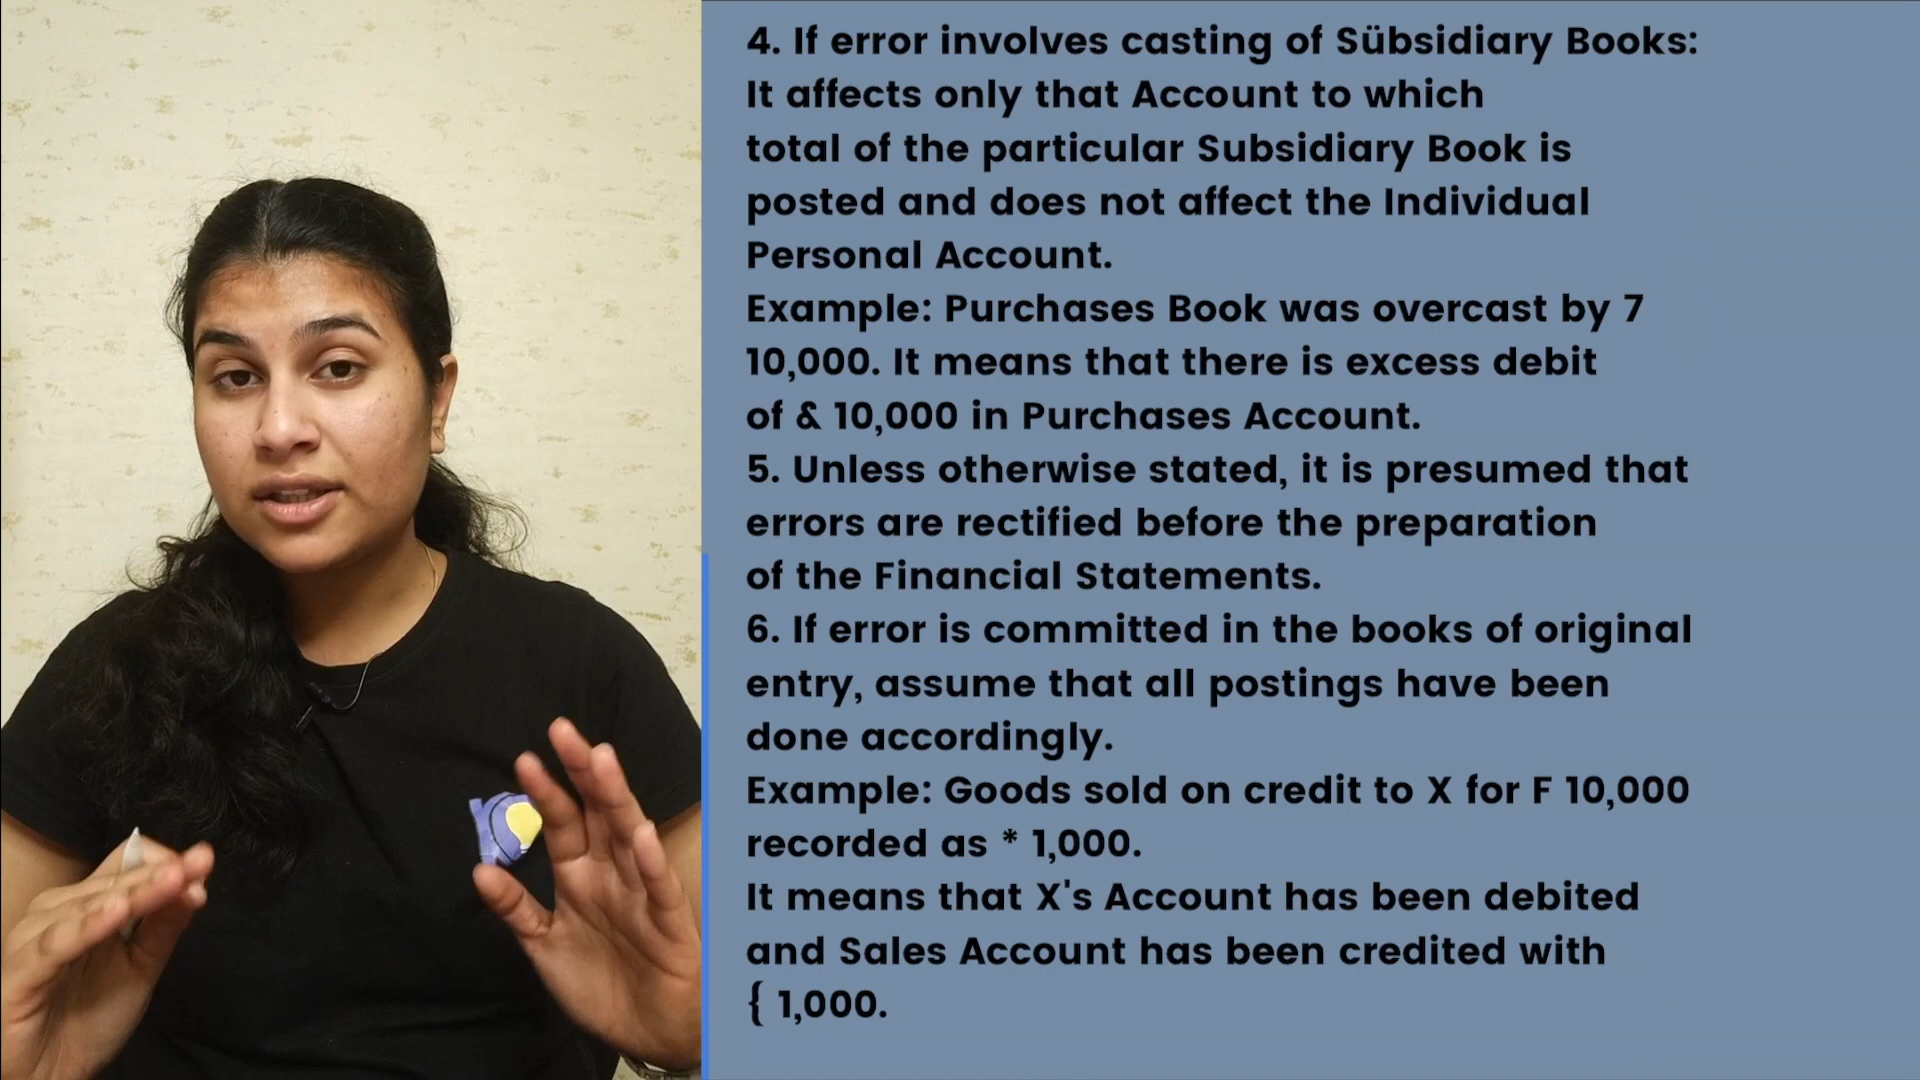 4. If error involves casting of Sübsidiary Books:
It affects only that Account to which
total of the particular Subsidiary Book is
posted and does not affect the Individual
Personal Account.
Example: Purchases Book was overcast by 7
10,000. It means that there is excess debit
of & 10,000 in Purchases Account.
5. Unless otherwise stated, it is presumed that
errors are rectified before the preparation
of the Financial Statements.
6. If error is committed in the books of original
entry, assume that all postings have been
done accordingly.
Example: Goods sold on credit to X for F 10,000
recorded as * 1,000.
It means that X's Account has been debited
and Sales Account has been credited with
{ 1,000.